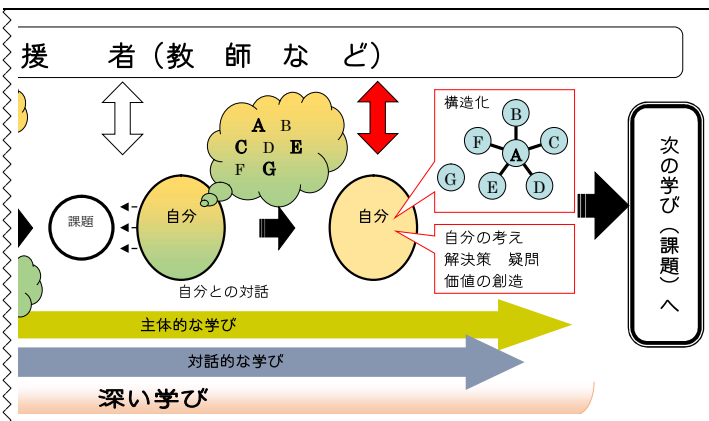 援 者（教 師 な ど）
A B
C D E
F G
課題
自分
自分との対話
自分
構造化
B
F
C
A
G
E
D
自分の考え
解決策 疑問
価値の創造
次の学び（課題）へ
主体的な学び
対話的な学び
深い学び